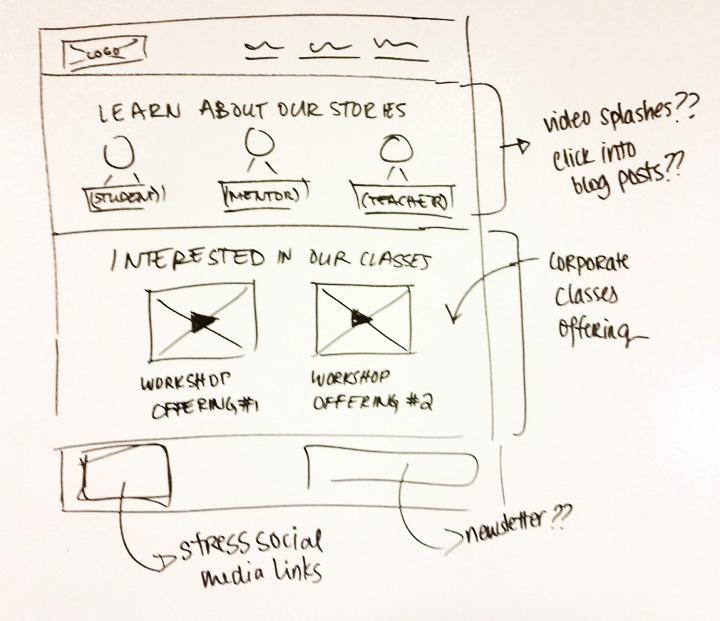 LOGO
LEARN ABOUT OUR STORIES
(STUDENT)
(MENTOR)
(TEACHER)
video splashes??
click into
blog posts??
INTERESTED IN OUR CLASSES
WORKSHOP
OFFERING #1
WORKSHOP
OFFERING #2
CORPORATE
Classes
Offering
stress social
media links
newsletter??